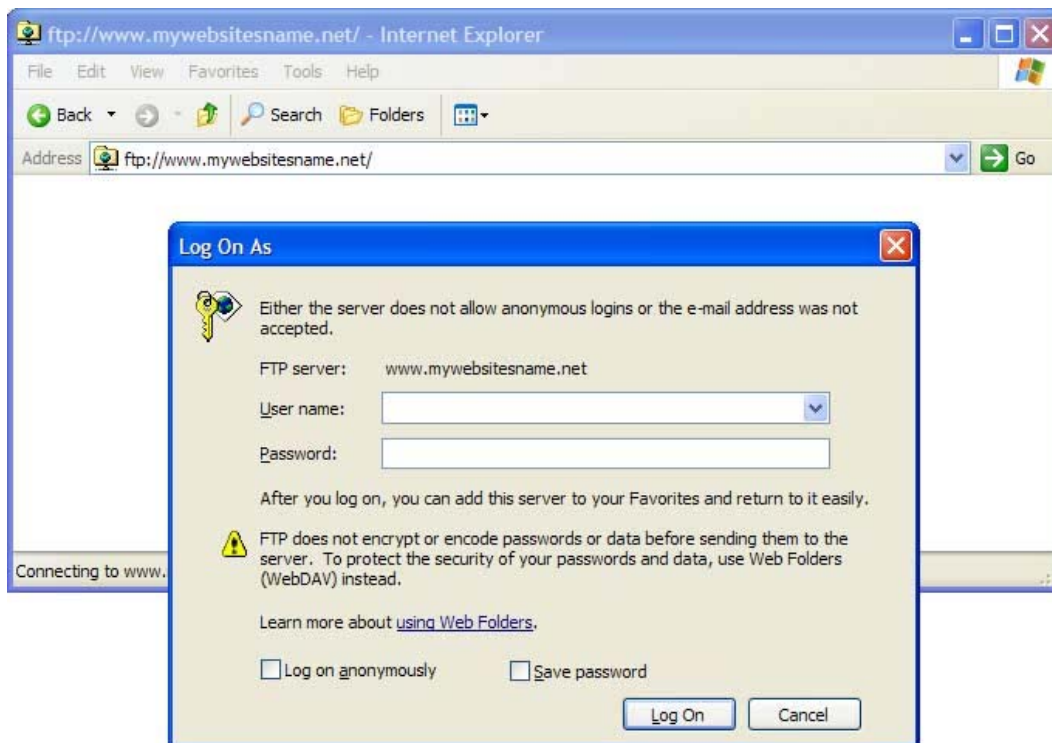 ftp://www.mywebsitesname.net/ - Internet Explorer
File Edit View Favorites Tools Help
Back Search Folders
Address ftp://www.mywebsitesname.net/ Go
Log On As
Either the server does not allow anonymous logins or the e-mail address was not
accepted.
FTP server: www.mywebsitesname.net
User name:
Password:
After you log on, you can add this server to your Favorites and return to it easily.
FTP does not encrypt or encode passwords or data before sending them to the
server. To protect the security of your passwords and data, use Web Folders
(WebDAV) instead.
Connecting to www.
Learn more about using Web Folders.
Log on anonymously Save password
Log On Cancel